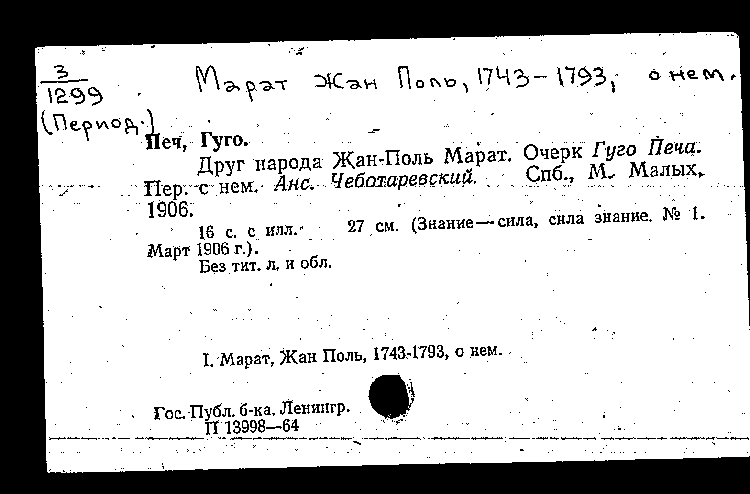 3
1299
(Период.)
Марат Жан Поль, 1743-1793, о нем.
Печ, Гуго.
Друг народа Жан-Поль Марат. Очерк Гуго Печа.
Пер. с нем. Анс. Чеботаревский. Спб., М. Малых,
1906.
16 с. с илл. 27 см. (Знание—сила, сила знание. № 1.
Март 1906 г.).
Без тит. л. и обл.
I. Марат, Жан Поль, 1743-1793, о нем.
Гос. Публ. б-ка. Ленингр.
П 13998—64